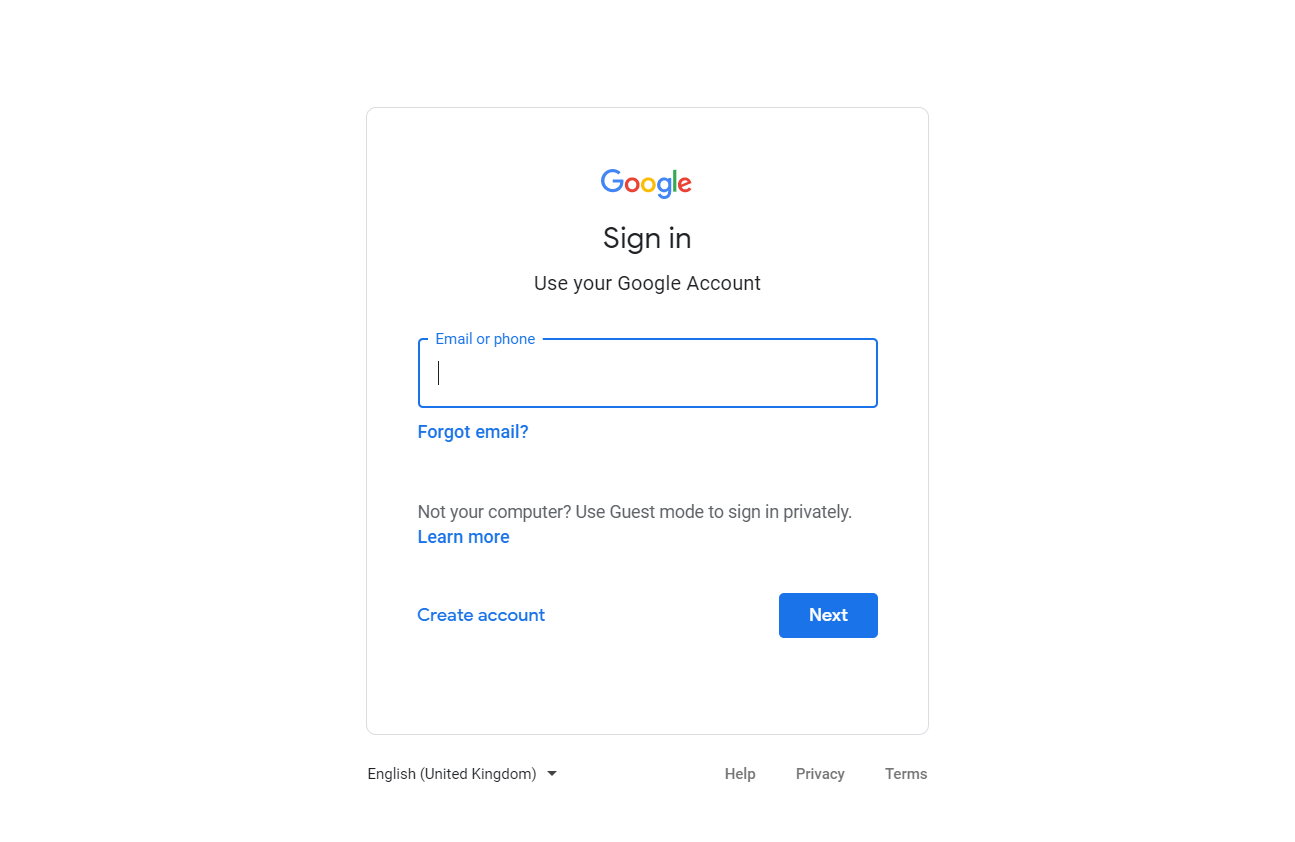 Google
Sign in
Use your Google Account
Email or phone
Forgot email?
Not your computer? Use Guest mode to sign in privately.
Learn more
Create account
Next
English (United Kingdom)
Help
Privacy
Terms